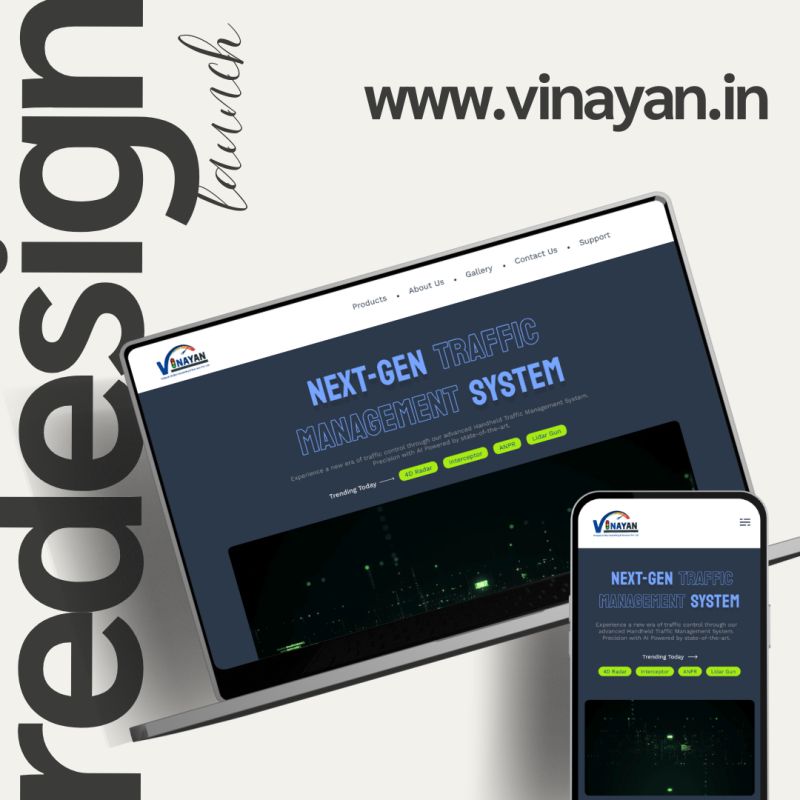 redesign
launch
www.vinayan.in
Products • About Us • Gallery • Contact Us • Support
VINAYAN
NEXT-GEN TRAFFIC
MANAGEMENT SYSTEM
Experience a new era of traffic control through our advanced Handheld Traffic Management System.
Precision with AI Powered by state-of-the-art.
Trending Today → 4D Radar Interceptor ANPR Lidar Gun
VINAYAN
NEXT-GEN TRAFFIC
MANAGEMENT SYSTEM
Experience a new era of traffic control through our
advanced Handheld Traffic Management System.
Precision with AI Powered by state-of-the-art.
Trending Today →
4D Radar Interceptor ANPR Lidar Gun